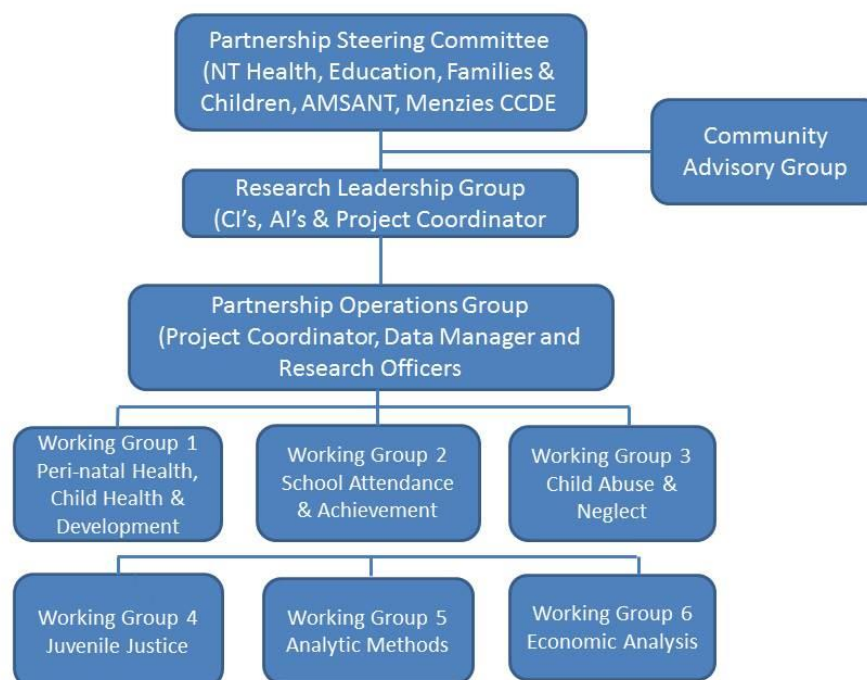 Partnership Steering Committee
(NT Health, Education, Families &
Children, AMSANT, Menzies CCDE
Community
Advisory Group
Research Leadership Group
(CI's, AI's & Project Coordinator
Partnership Operations Group
(Project Coordinator, Data Manager and
Research Officers
Working Group 1
Peri-natal Health,
Child Health &
Development
Working Group 2
School Attendance
& Achievement
Working Group 3
Child Abuse &
Neglect
Working Group 4
Juvenile Justice
Working Group 5
Analytic Methods
Working Group 6
Economic Analysis